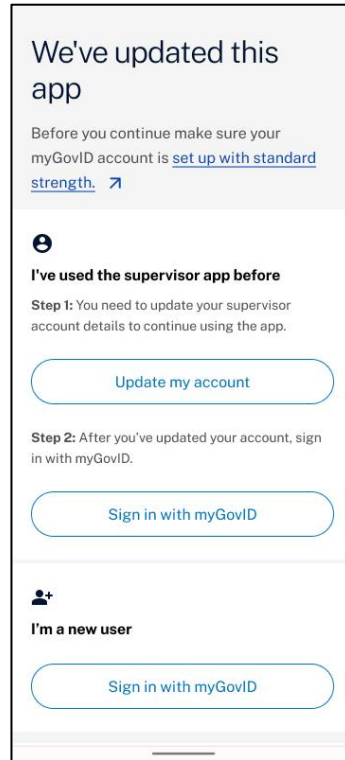 We've updated this
app
Before you continue make sure your
myGovID account is set up with standard
strength.
I've used the supervisor app before
Step 1: You need to update your supervisor
account details to continue using the app.
Update my account
Step 2: After you've updated your account, sign
in with myGovID.
Sign in with myGovID
I'm a new user
Sign in with myGovID